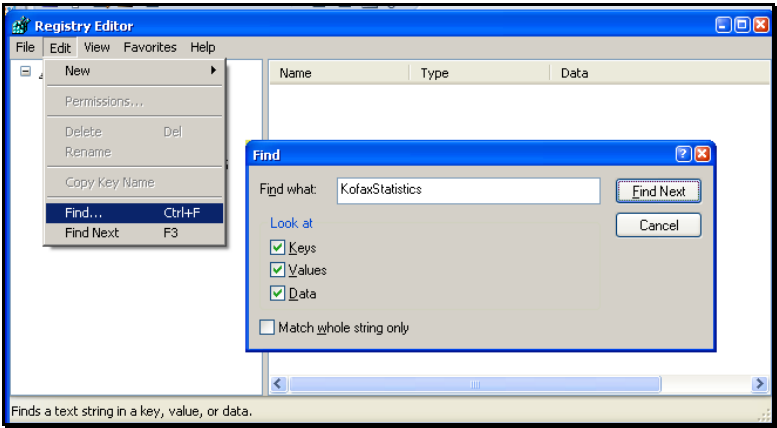 Registry Editor
File Edit View Favorites Help
New
Permissions...
Delete Del
Rename
Copy Key Name
Find... Ctrl+F
Find Next F3
Name Type Data
Find
Find what: KofaxStatistics Find Next
Look at Cancel
Keys
Values
Data
Match whole string only
Finds a text string in a key, value, or data.